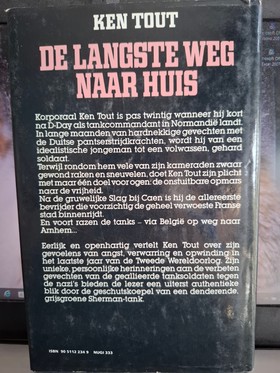 KEN TOUT
DE LANGSTE WEG
NAAR HUIS
Korporaal Ken Tout is pas twintig wanneer hij kort
na D-Day als tankcommandant in Normandië landt.
In lange maanden van hardnekkige gevechten met
de Duitse panserstrijdkrachten, wordt hij van een
idealistische jongeman tot een volwassen, gehard
soldaat.
Terwijl rondom hem vele van zijn kameraden zwaar
gewond raken en sneuvelen, doet Ken Tout zijn plicht
met maar één doel voor ogen: de onstuitbare opmars
naar de vrijheid.
Na de gruwelijke Slag bij Caen is hij de allereerste
bevrijder die voorzichtig de geheel verwoeste Franse
stad binnenrijdt.
En voort razen de tanks – via België op weg naar
Arnhem...
Eerlijk en openhartig vertelt Ken Tout over zijn
gevoelens van angst, verwarring en opwinding in
het laatste jaar van de Tweede Wereldoorlog. Zijn
unieke, persoonlijke herinneringen aan de verbeten
gevechten van de geallieerde tanksoldaten tegen
de nazi's bieden de lezer een uiterst authentieke
blik door de geschutskoepel van een denderende,
grijsgroene Sherman-tank.
ISBN 90 5112 234 9 NUGI 333